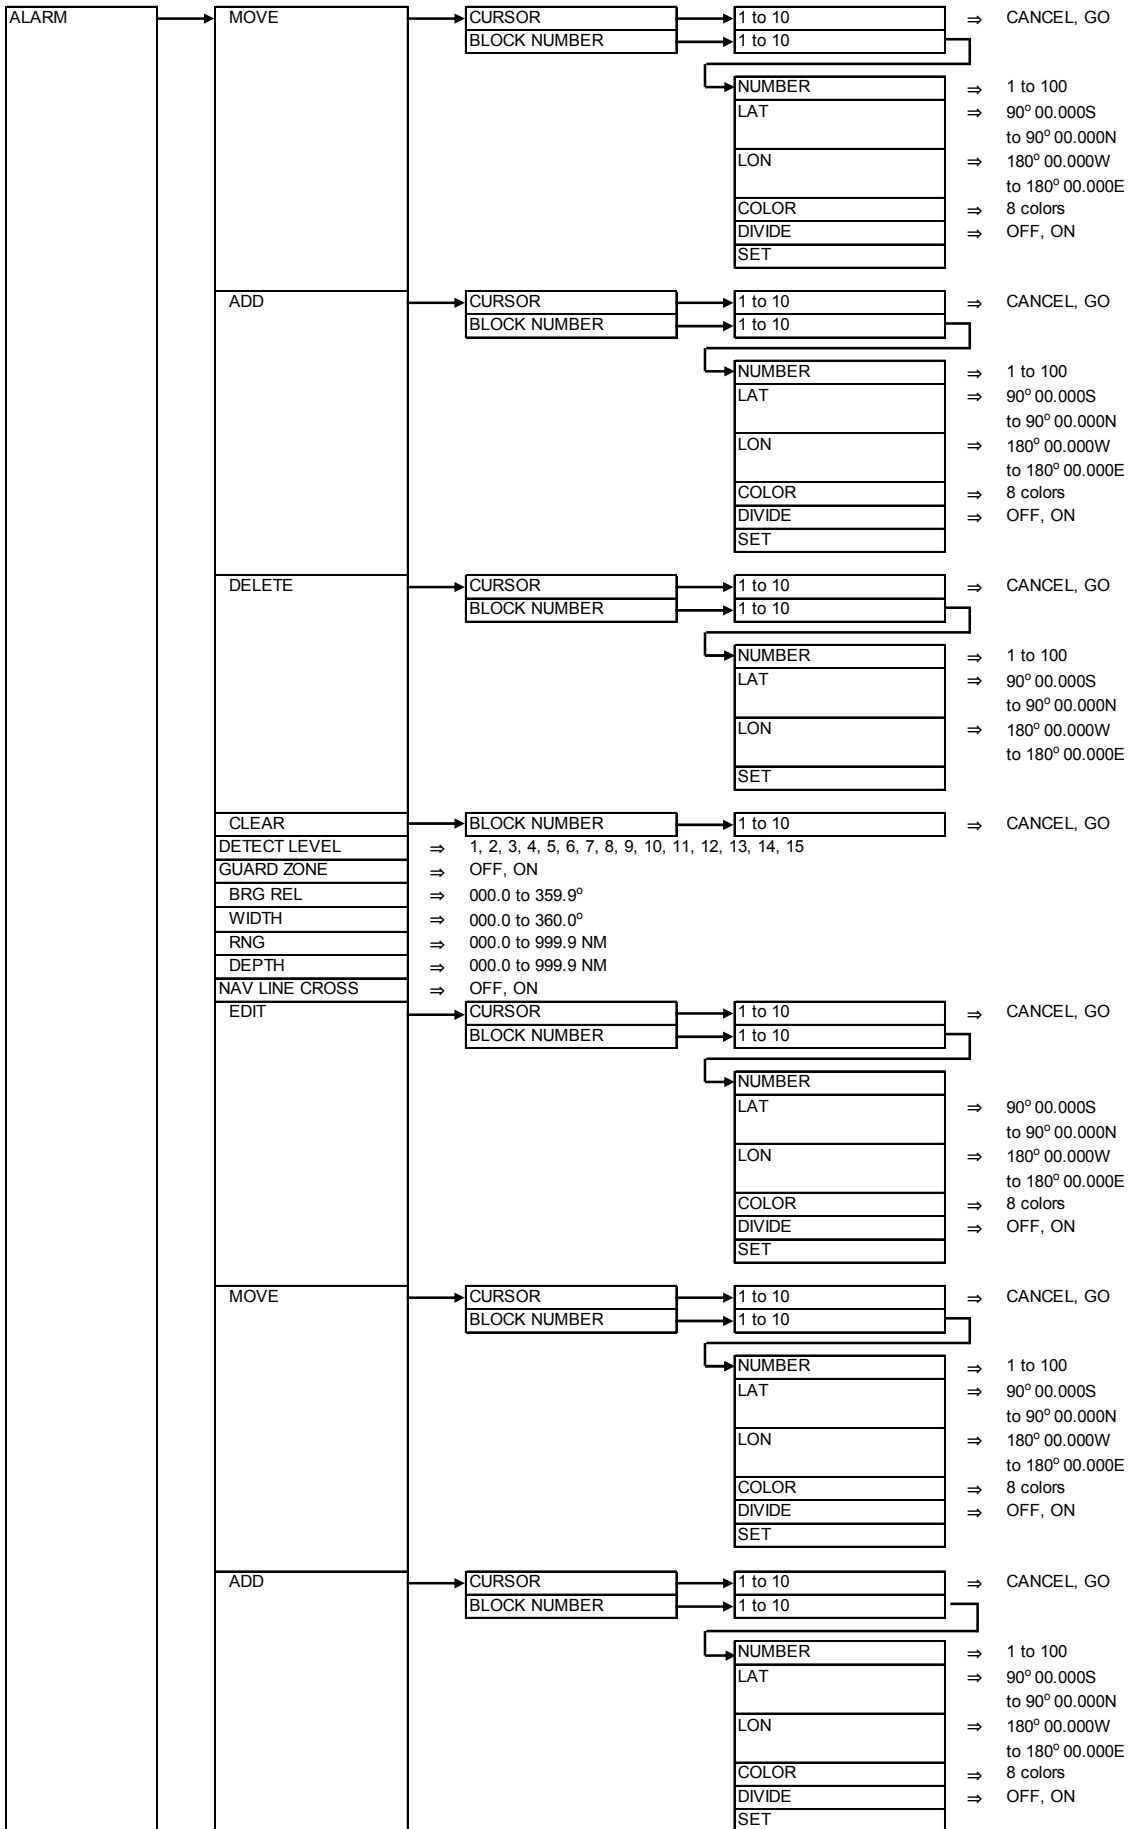 ALARM MOVE CURSOR 1 to 10 ⇒ CANCEL, GO
BLOCK NUMBER 1 to 10
NUMBER ⇒ 1 to 100
LAT ⇒ 90° 00.000S
to 90° 00.000N
LON ⇒ 180° 00.000W
to 180° 00.000E
COLOR ⇒ 8 colors
DIVIDE ⇒ OFF, ON
SET
ADD CURSOR 1 to 10 ⇒ CANCEL, GO
BLOCK NUMBER 1 to 10
NUMBER ⇒ 1 to 100
LAT ⇒ 90° 00.000S
to 90° 00.000N
LON ⇒ 180° 00.000W
to 180° 00.000E
COLOR ⇒ 8 colors
DIVIDE ⇒ OFF, ON
SET
DELETE CURSOR 1 to 10 ⇒ CANCEL, GO
BLOCK NUMBER 1 to 10
NUMBER ⇒ 1 to 100
LAT ⇒ 90° 00.000S
to 90° 00.000N
LON ⇒ 180° 00.000W
to 180° 00.000E
SET
CLEAR BLOCK NUMBER 1 to 10 ⇒ CANCEL, GO
DETECT LEVEL ⇒ 1, 2, 3, 4, 5, 6, 7, 8, 9, 10, 11, 12, 13, 14, 15
GUARD ZONE ⇒ OFF, ON
BRG REL ⇒ 000.0 to 359.9°
WIDTH ⇒ 000.0 to 360.0°
RNG ⇒ 000.0 to 999.9 NM
DEPTH ⇒ 000.0 to 999.9 NM
NAV LINE CROSS ⇒ OFF, ON
EDIT CURSOR 1 to 10 ⇒ CANCEL, GO
BLOCK NUMBER 1 to 10
NUMBER
LAT ⇒ 90° 00.000S
to 90° 00.000N
LON ⇒ 180° 00.000W
to 180° 00.000E
COLOR ⇒ 8 colors
DIVIDE ⇒ OFF, ON
SET
MOVE CURSOR 1 to 10 ⇒ CANCEL, GO
BLOCK NUMBER 1 to 10
NUMBER ⇒ 1 to 100
LAT ⇒ 90° 00.000S
to 90° 00.000N
LON ⇒ 180° 00.000W
to 180° 00.000E
COLOR ⇒ 8 colors
DIVIDE ⇒ OFF, ON
SET
ADD CURSOR 1 to 10 ⇒ CANCEL, GO
BLOCK NUMBER 1 to 10
NUMBER ⇒ 1 to 100
LAT ⇒ 90° 00.000S
to 90° 00.000N
LON ⇒ 180° 00.000W
to 180° 00.000E
COLOR ⇒ 8 colors
DIVIDE ⇒ OFF, ON
SET